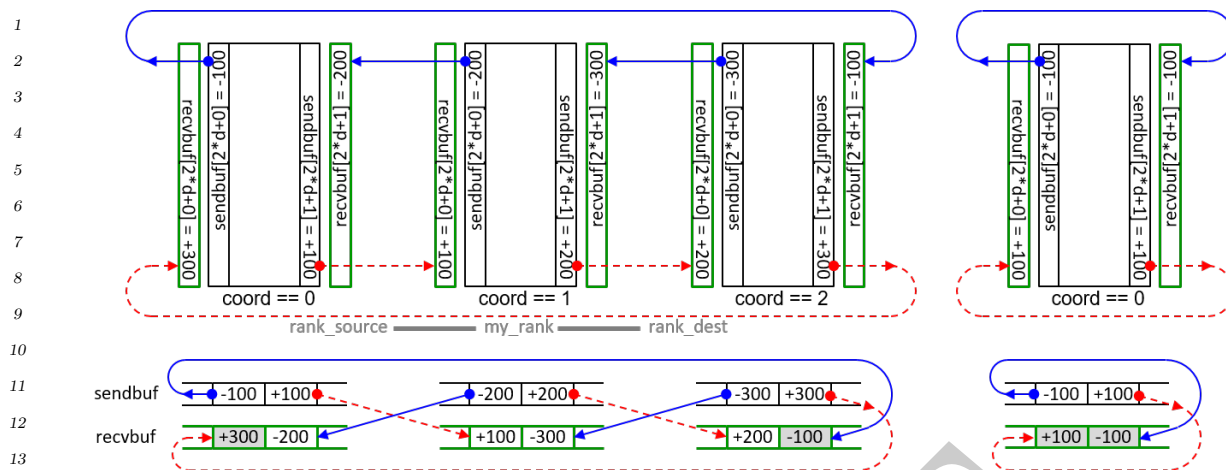 1
2
3
4
5
6
7
8
9
10
11
12
13
recvbuf[2*d+0] = +300
sendbuf[2*d+0] = -100
sendbuf[2*d+1] = +100
recvbuf[2*d+1] = -200
recvbuf[2*d+0] = +100
sendbuf[2*d+0] = -200
sendbuf[2*d+1] = +200
recvbuf[2*d+1] = -300
recvbuf[2*d+0] = +200
sendbuf[2*d+0] = -300
sendbuf[2*d+1] = +300
recvbuf[2*d+1] = -100
recvbuf[2*d+0] = +100
sendbuf[2*d+0] = -100
sendbuf[2*d+1] = +100
recvbuf[2*d+1] = -100
coord == 0 coord == 1 coord == 2 coord == 0
rank_source my_rank rank_dest
sendbuf -100 +100 -200 +200 -300 +300 -100 +100
recvbuf +300 -200 +100 -300 +200 -100 +100 -100